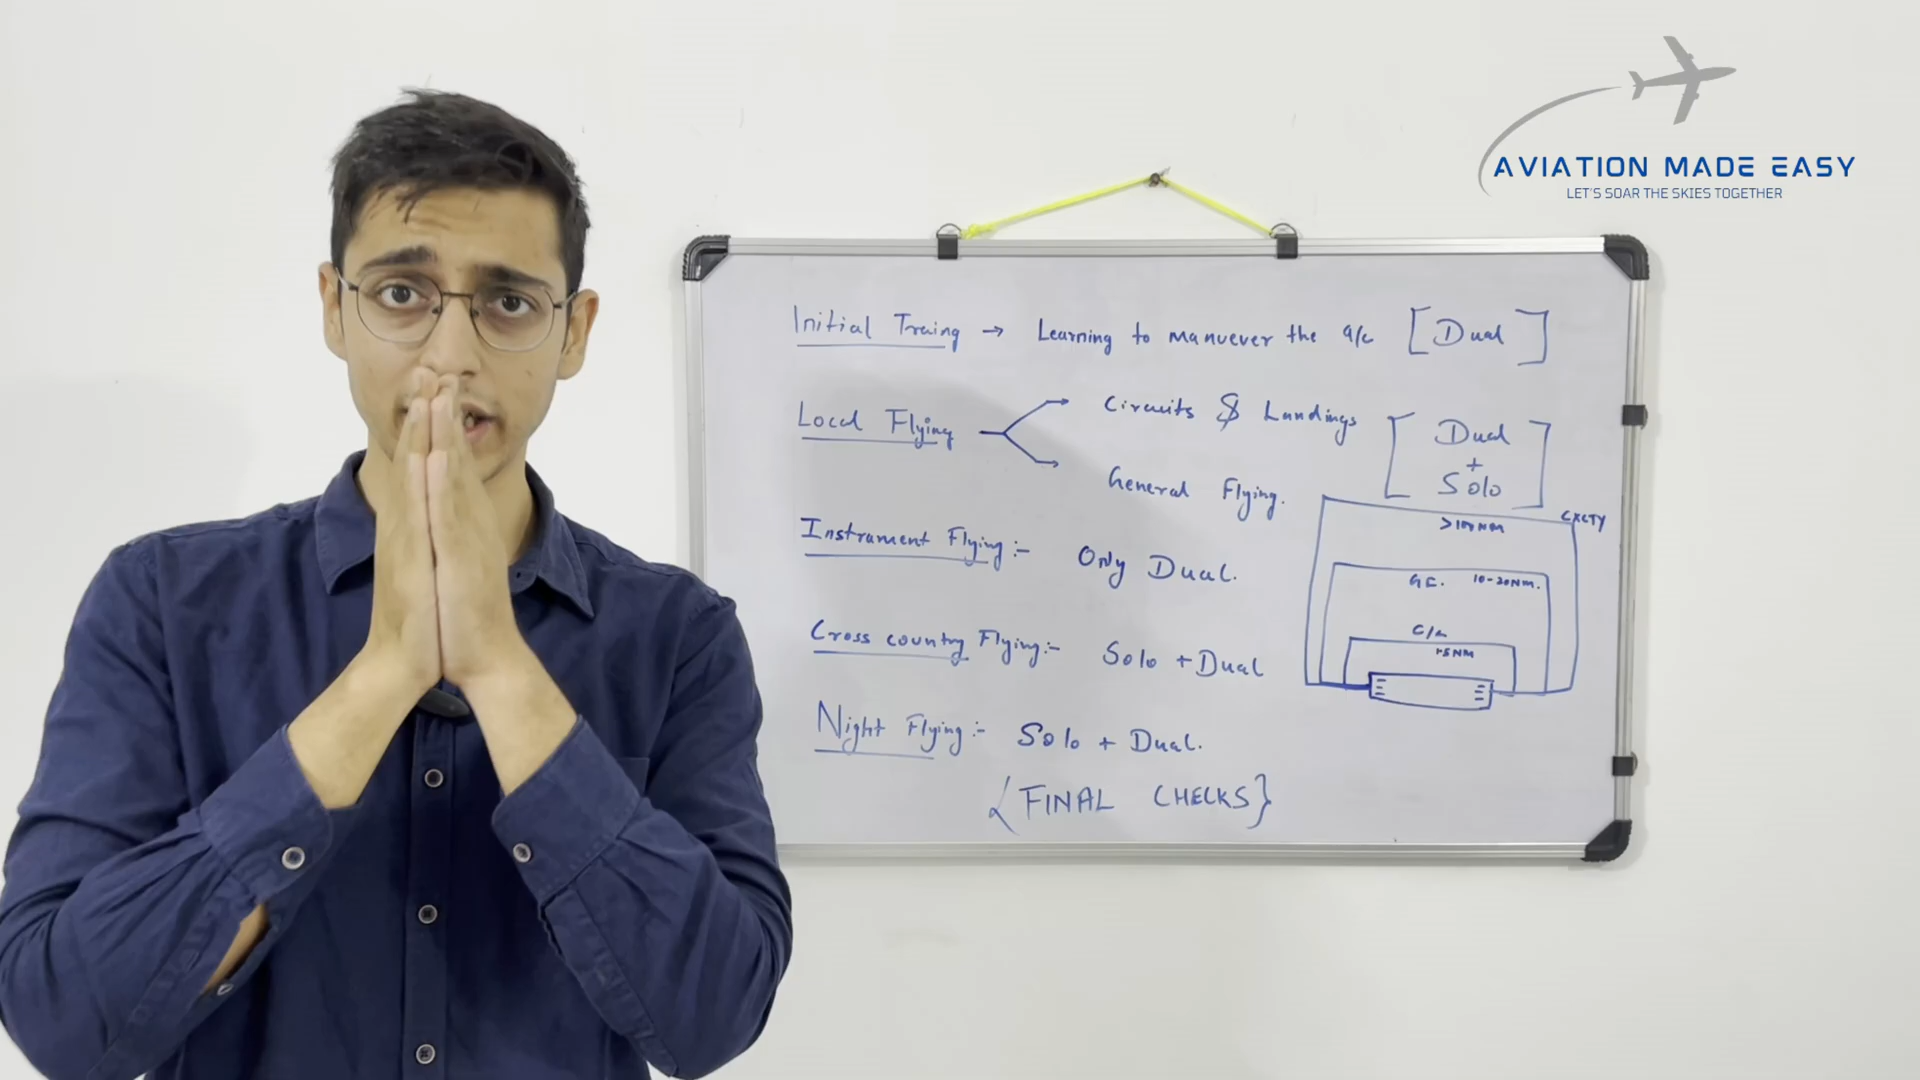 AVIATION MADE EASY
LET'S SOAR THE SKIES TOGETHER
Initial Traing → Learning to manuever the a/c [Dual]
Local Flying
Circuits & Landings
General Flying.
[Dual
+
Solo]
Instrument Flying:- Only Dual.
Cross country Flying:- Solo + Dual
Night Flying:- Solo + Dual.
{FINAL CHECKS}
>100NM
10-20NM.
C/L